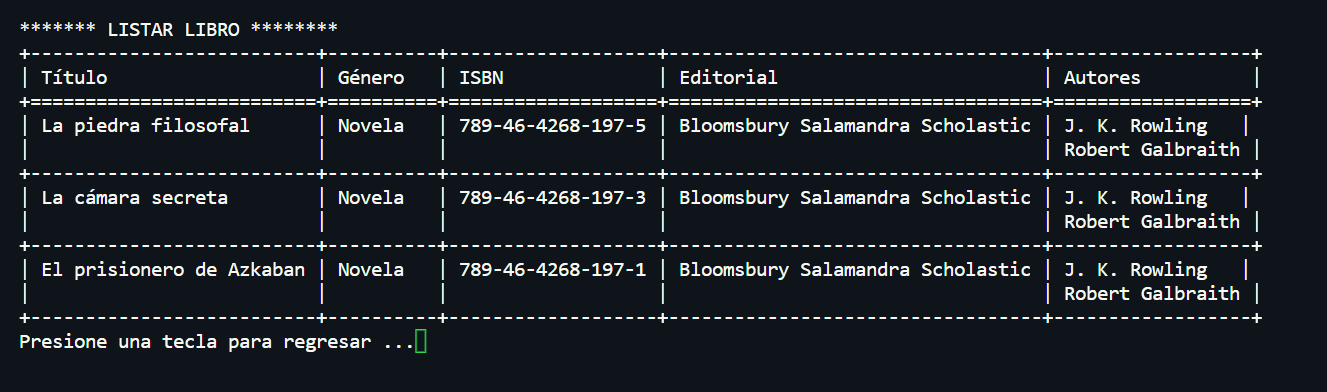 ******* LISTAR LIBRO ********
+--------------------------+----------+-------------------+----------------------------------+------------------+
| Título                   | Género   | ISBN              | Editorial                        | Autores          |
+==========================+==========+===================+==================================+==================+
| La piedra filosofal      | Novela   | 789-46-4268-197-5 | Bloomsbury Salamandra Scholastic | J. K. Rowling   |
|                          |          |                   |                                  | Robert Galbraith |
+--------------------------+----------+-------------------+----------------------------------+------------------+
| La cámara secreta        | Novela   | 789-46-4268-197-3 | Bloomsbury Salamandra Scholastic | J. K. Rowling   |
|                          |          |                   |                                  | Robert Galbraith |
+--------------------------+----------+-------------------+----------------------------------+------------------+
| El prisionero de Azkaban | Novela   | 789-46-4268-197-1 | Bloomsbury Salamandra Scholastic | J. K. Rowling   |
|                          |          |                   |                                  | Robert Galbraith |
+--------------------------+----------+-------------------+----------------------------------+------------------+
Presione una tecla para regresar ...